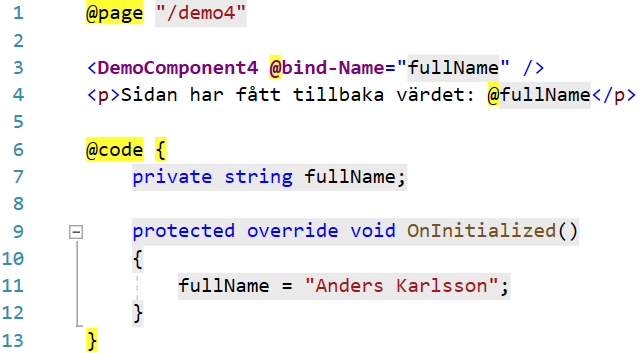 1 @page "/demo4"
2
3 <DemoComponent4 @bind-Name="fullName" />
4 <p>Sidan har fått tillbaka värdet: @fullName</p>
5
6 @code {
7     private string fullName;
8
9     protected override void OnInitialized()
10     {
11         fullName = "Anders Karlsson";
12     }
13 }